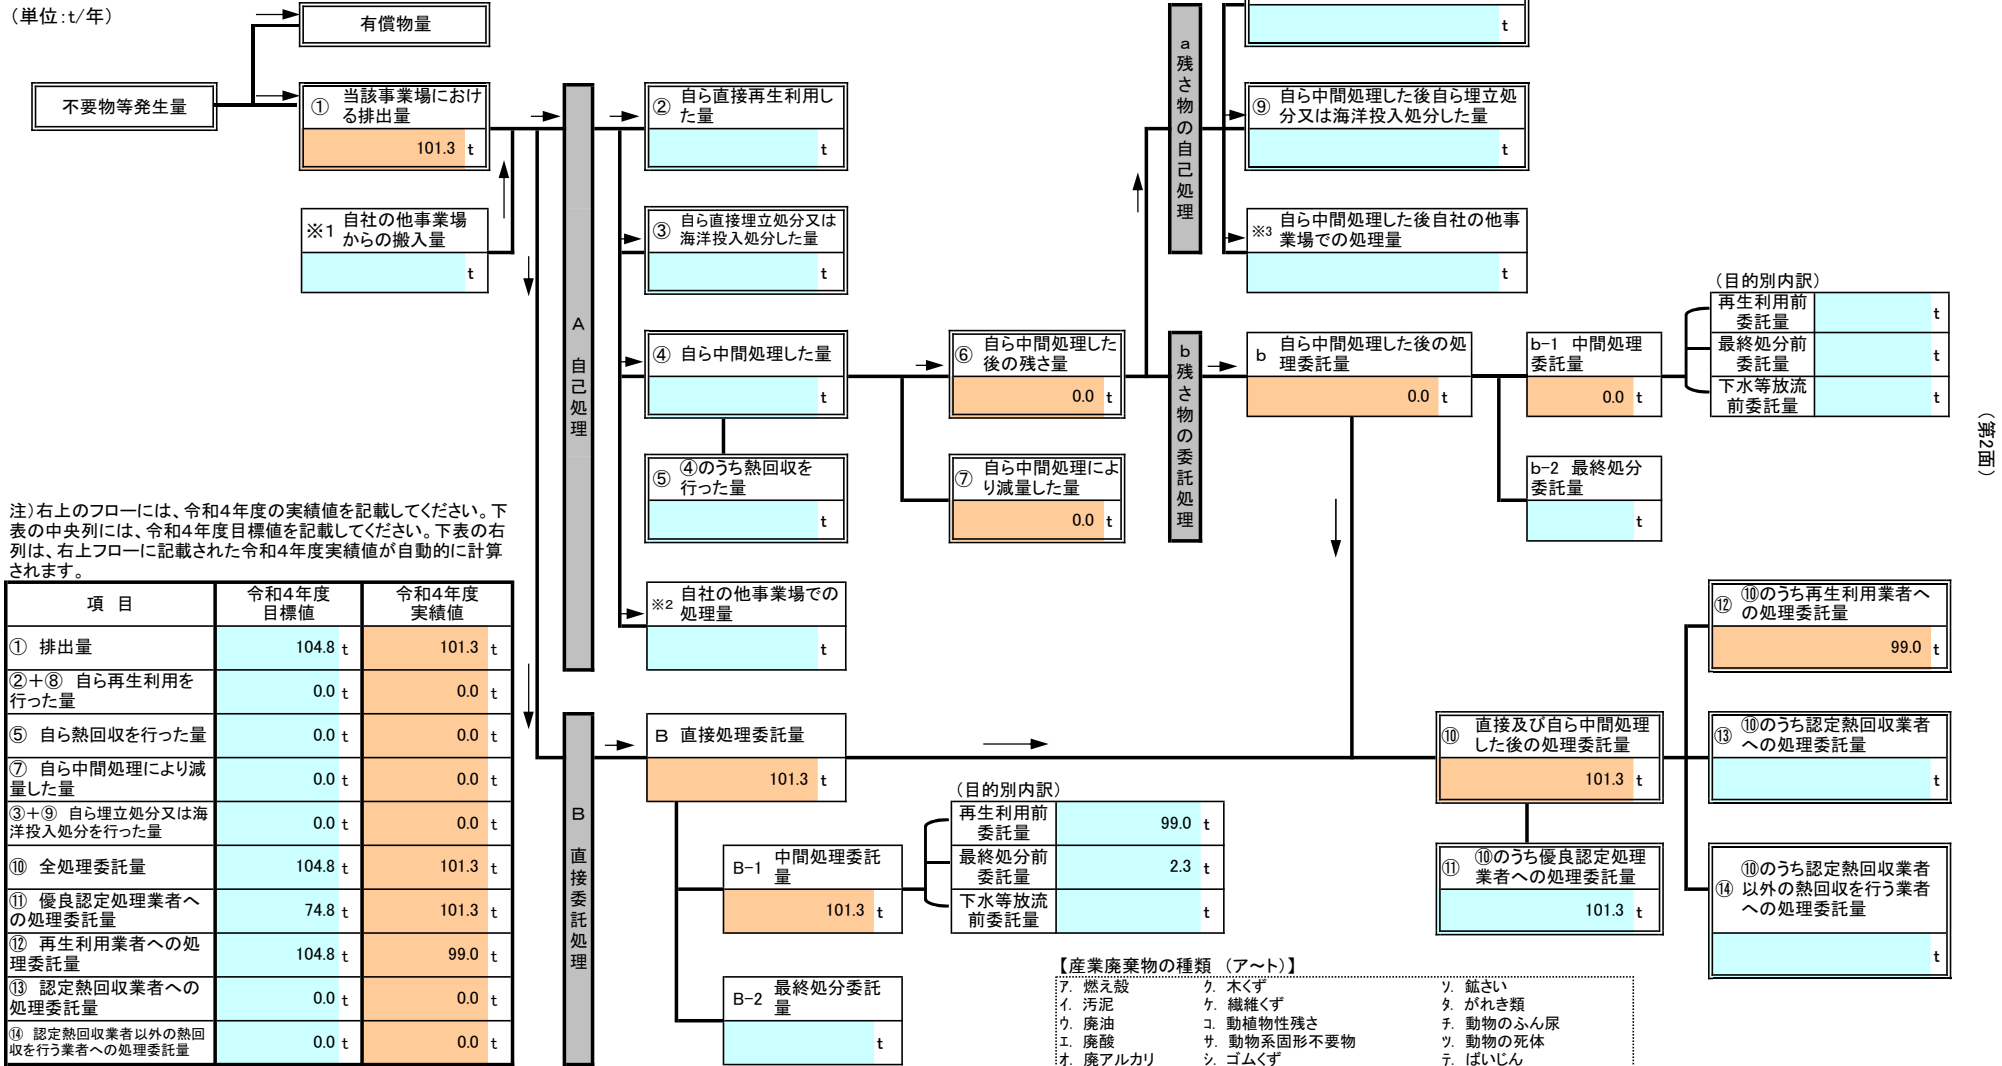 (単位:t/年)
有償物量
不要物等発生量
① 当該事業場におけ
る排出量
101.3 t
※1 自社の他事業場
からの搬入量
t
A 自己処理
② 自ら直接再生利用し
た量
t
③ 自ら直接埋立処分又は
海洋投入処分した量
t
④ 自ら中間処理した量
t
⑤ ④のうち熱回収を
行った量
t
※2 自社の他事業場での
処理量
t
⑥ 自ら中間処理した
後の残さ量
0.0 t
⑦ 自ら中間処理によ
り減量した量
0.0 t
a残さ物の自己処理
t
⑨ 自ら中間処理した後自ら埋立処
分又は海洋投入処分した量
t
※3 自ら中間処理した後自社の他事
業場での処理量
t
b残さ物の委託処理
b 自ら中間処理した後の処
理委託量
0.0 t
b-1 中間処理
委託量
0.0 t
b-2 最終処分
委託量
t
(目的別内訳)
再生利用前
委託量
t
最終処分前
委託量
t
下水等放流
前委託量
t
(第2面)
注)右上のフローには、令和4年度の実績値を記載してください。下
表の中央列には、令和4年度目標値を記載してください。下表の右
列は、右上フローに記載された令和4年度実績値が自動的に計算
されます。
項 目 令和4年度
目標値 令和4年度
実績値
① 排出量 104.8 t 101.3 t
②+⑧ 自ら再生利用を
行った量 0.0 t 0.0 t
⑤ 自ら熱回収を行った量 0.0 t 0.0 t
⑦ 自ら中間処理により減
量した量 0.0 t 0.0 t
③+⑨ 自ら埋立処分又は海
洋投入処分を行った量 0.0 t 0.0 t
⑩ 全処理委託量 104.8 t 101.3 t
⑪ 優良認定処理業者へ
の処理委託量 74.8 t 101.3 t
⑫ 再生利用業者への処
理委託量 104.8 t 99.0 t
⑬ 認定熱回収業者への
処理委託量 0.0 t 0.0 t
⑭ 認定熱回収業者以外の熱回
収を行う業者への処理委託量 0.0 t 0.0 t
B 直接委託処理
B 直接処理委託量
101.3 t
B-1 中間処理委託
量
101.3 t
B-2 最終処分委託
量
t
(目的別内訳)
再生利用前
委託量
99.0 t
最終処分前
委託量
2.3 t
下水等放流
前委託量
t
⑩ 直接及び自ら中間処理
した後の処理委託量
101.3 t
⑪ ⑩のうち優良認定処理
業者への処理委託量
101.3 t
⑫ ⑩のうち再生利用業者へ
の処理委託量
99.0 t
⑬ ⑩のうち認定熱回収業者
への処理委託量
t
⑭ ⑩のうち認定熱回収業者
以外の熱回収を行う業者
への処理委託量
t
【産業廃棄物の種類 (ア~ト)】
ア. 燃え殻 ク. 木くず ソ. 鉱さい
イ. 汚泥 ケ. 繊維くず タ. がれき類
ウ. 廃油 コ. 動植物性残さ チ. 動物のふん尿
エ. 廃酸 サ. 動物系固形不要物 ツ. 動物の死体
オ. 廃アルカリ シ. ゴムくず テ. ばいじん